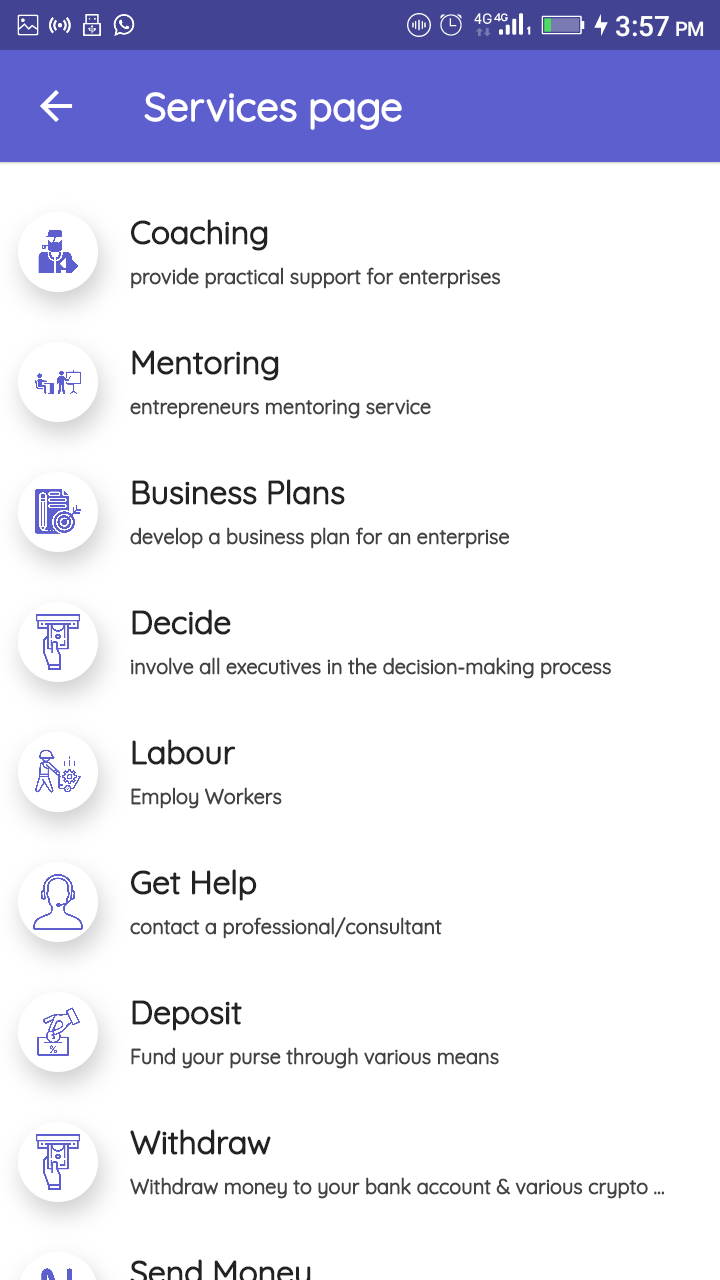 4G 4G 1 3:57 PM
Services page
Coaching
provide practical support for enterprises
Mentoring
entrepreneurs mentoring service
Business Plans
develop a business plan for an enterprise
Decide
involve all executives in the decision-making process
Labour
Employ Workers
Get Help
contact a professional/consultant
Deposit
%
Fund your purse through various means
Withdraw
Withdraw money to your bank account & various crypto ...
Send Money